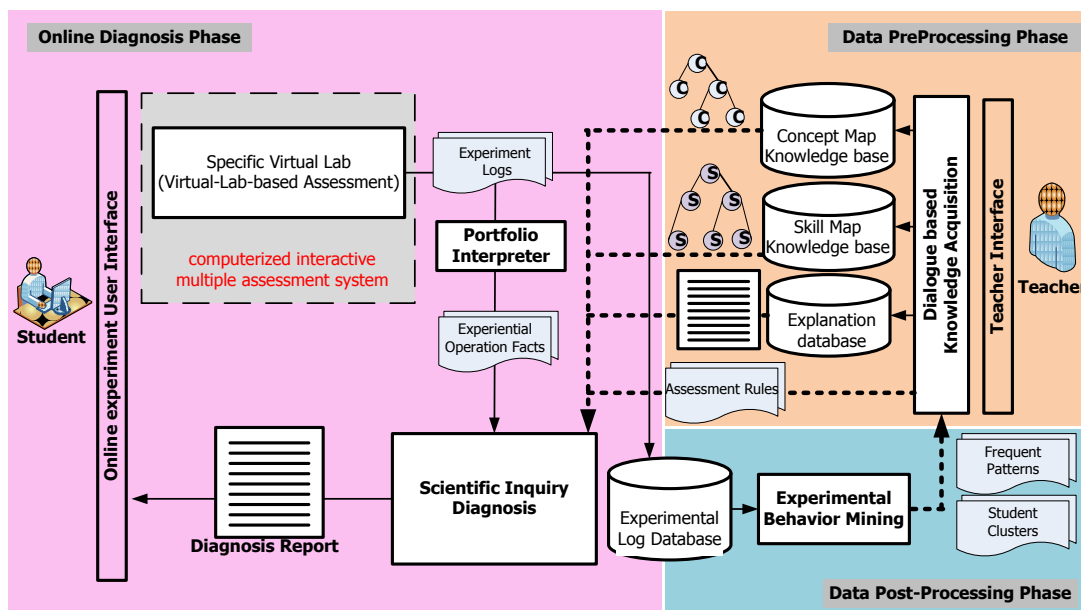 Online Diagnosis Phase
Data PreProcessing Phase
Online experiment User Interface
Student
Specific Virtual Lab
(Virtual-Lab-based Assessment)
computerized interactive
multiple assessment system
Experiment
Logs
Portfolio
Interpreter
Experiential
Operation Facts
Scientific Inquiry
Diagnosis
Diagnosis Report
C
C
C
C
C
Concept Map
Knowledge base
S
S
S
S
S
Skill Map
Knowledge base
Explanation
database
Assessment Rules
Dialogue based
Knowledge Acquisition
Teacher Interface
Teacher
Experimental
Log Database
Experimental
Behavior Mining
Frequent
Patterns
Student
Clusters
Data Post-Processing Phase